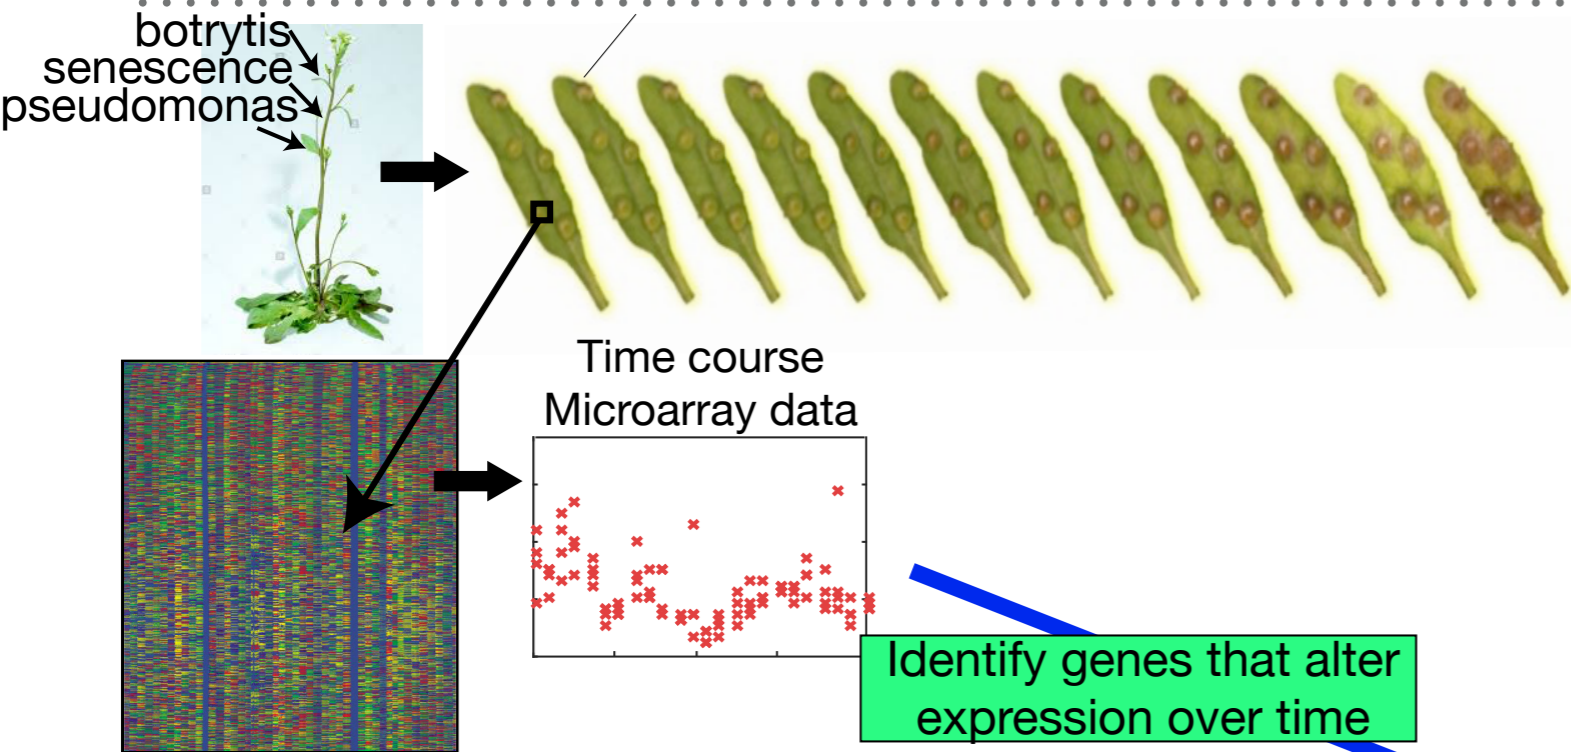 botrytis
senescence
pseudomonas
Time course
Microarray data
Identify genes that alter
expression over time